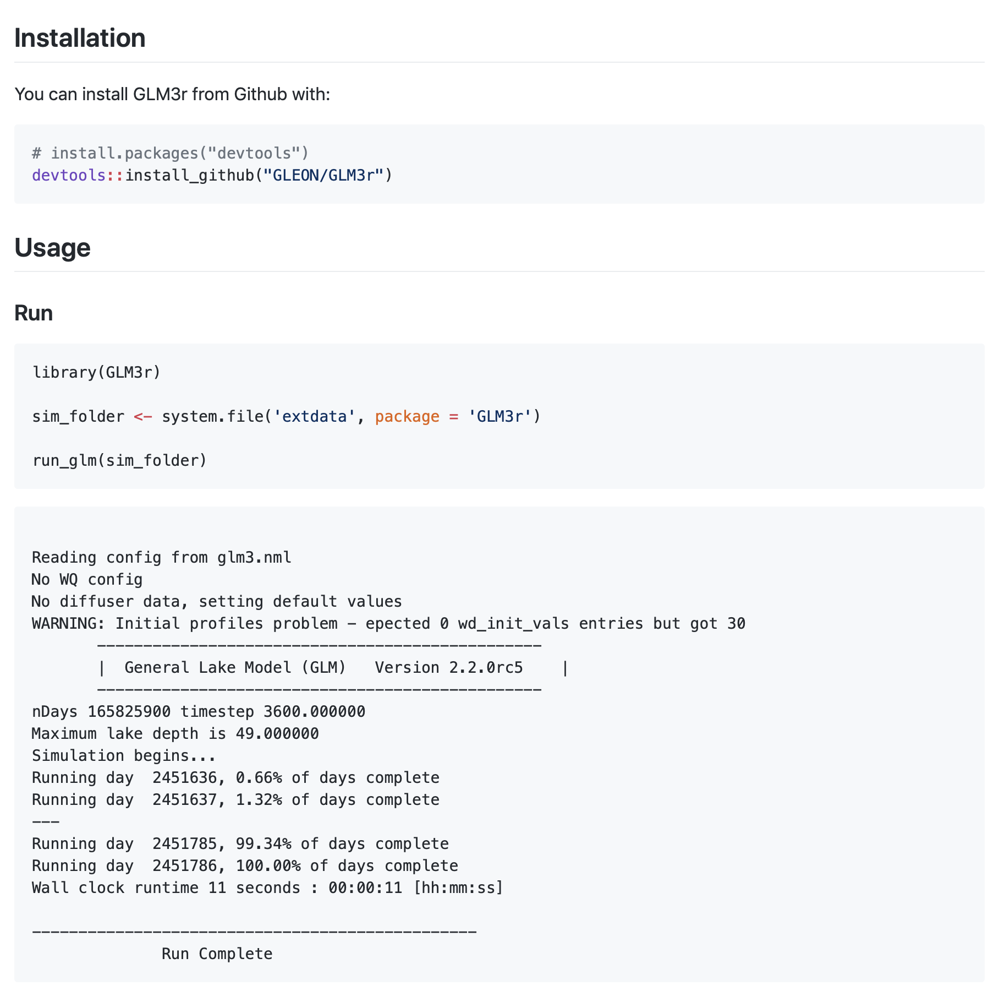 Installation
You can install GLM3r from Github with:
# install.packages("devtools")
devtools::install_github("GLEON/GLM3r")
Usage
Run
library(GLM3r)
sim_folder <- system.file('extdata', package = 'GLM3r')
run_glm(sim_folder)
Reading config from glm3.nml
No WQ config
No diffuser data, setting default values
WARNING: Initial profiles problem - epected 0 wd_init_vals entries but got 30
       ------------------------------------------------
       |  General Lake Model (GLM)   Version 2.2.0rc5    |
       ------------------------------------------------
nDays 165825900 timestep 3600.000000
Maximum lake depth is 49.000000
Simulation begins...
Running day  2451636, 0.66% of days complete
Running day  2451637, 1.32% of days complete
---
Running day  2451785, 99.34% of days complete
Running day  2451786, 100.00% of days complete
Wall clock runtime 11 seconds : 00:00:11 [hh:mm:ss]
------------------------------------------------
              Run Complete